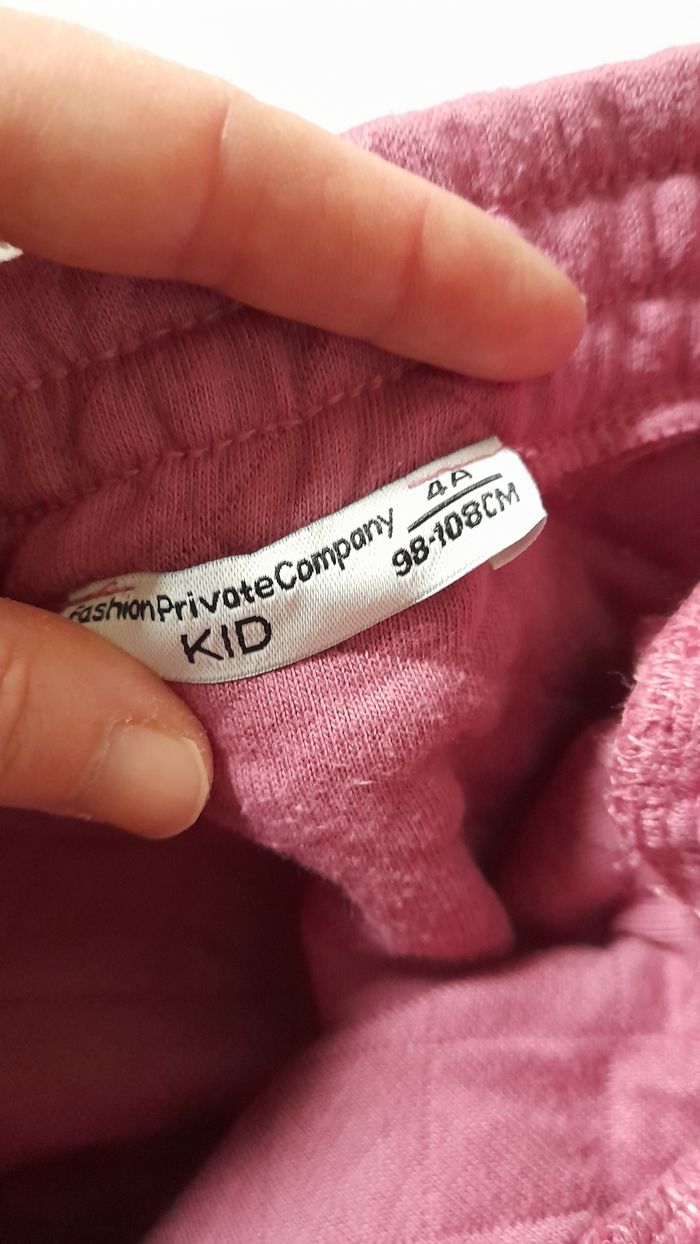 FashionPrivateCompany
KID
4A
98-108CM